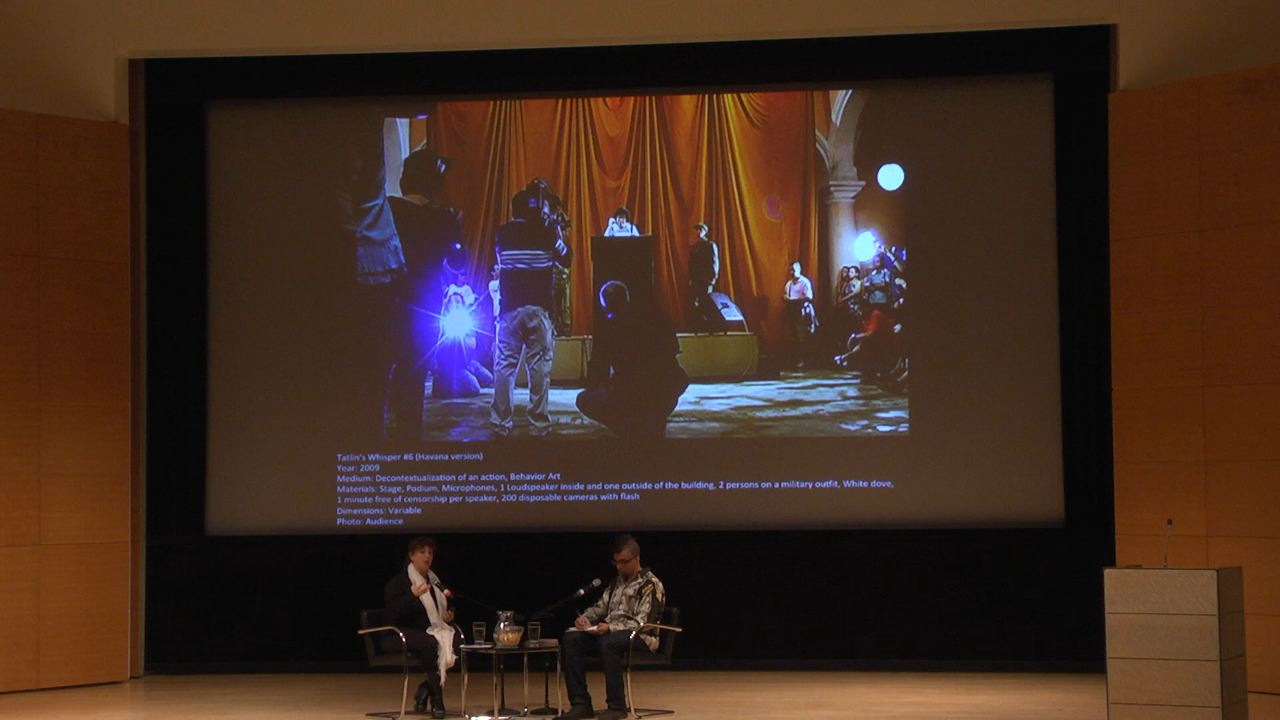 Tatlin's Whisper #6 (Havana version)
Year: 2009
Medium: Decontextualization of an action, Behavior Art
Materials: Stage, Podium, Microphones, 1 Loudspeaker inside and one outside of the building, 2 persons on a military outfit, White dove,
1 minute free of censorship per speaker, 200 disposable cameras with flash
Dimensions: Variable
Photo: Audience